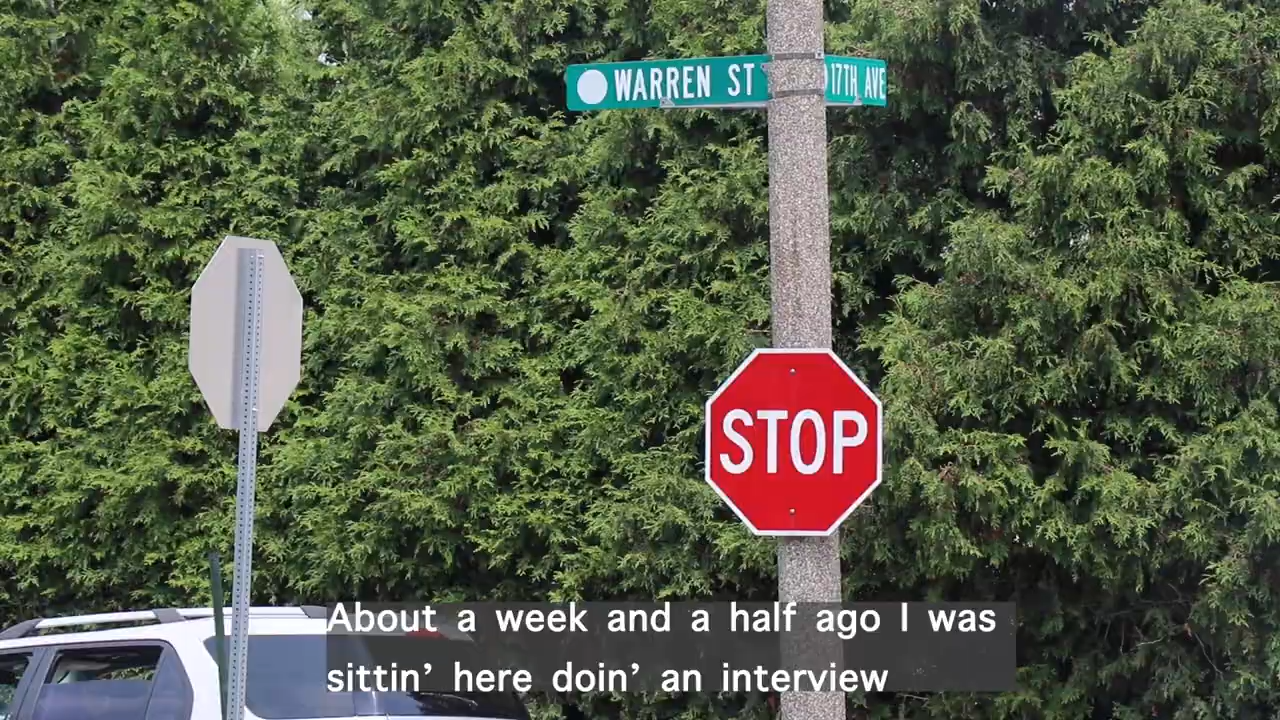 WARREN ST
17TH AVE
STOP
About a week and a half ago I was
sittin’ here doin’ an interview